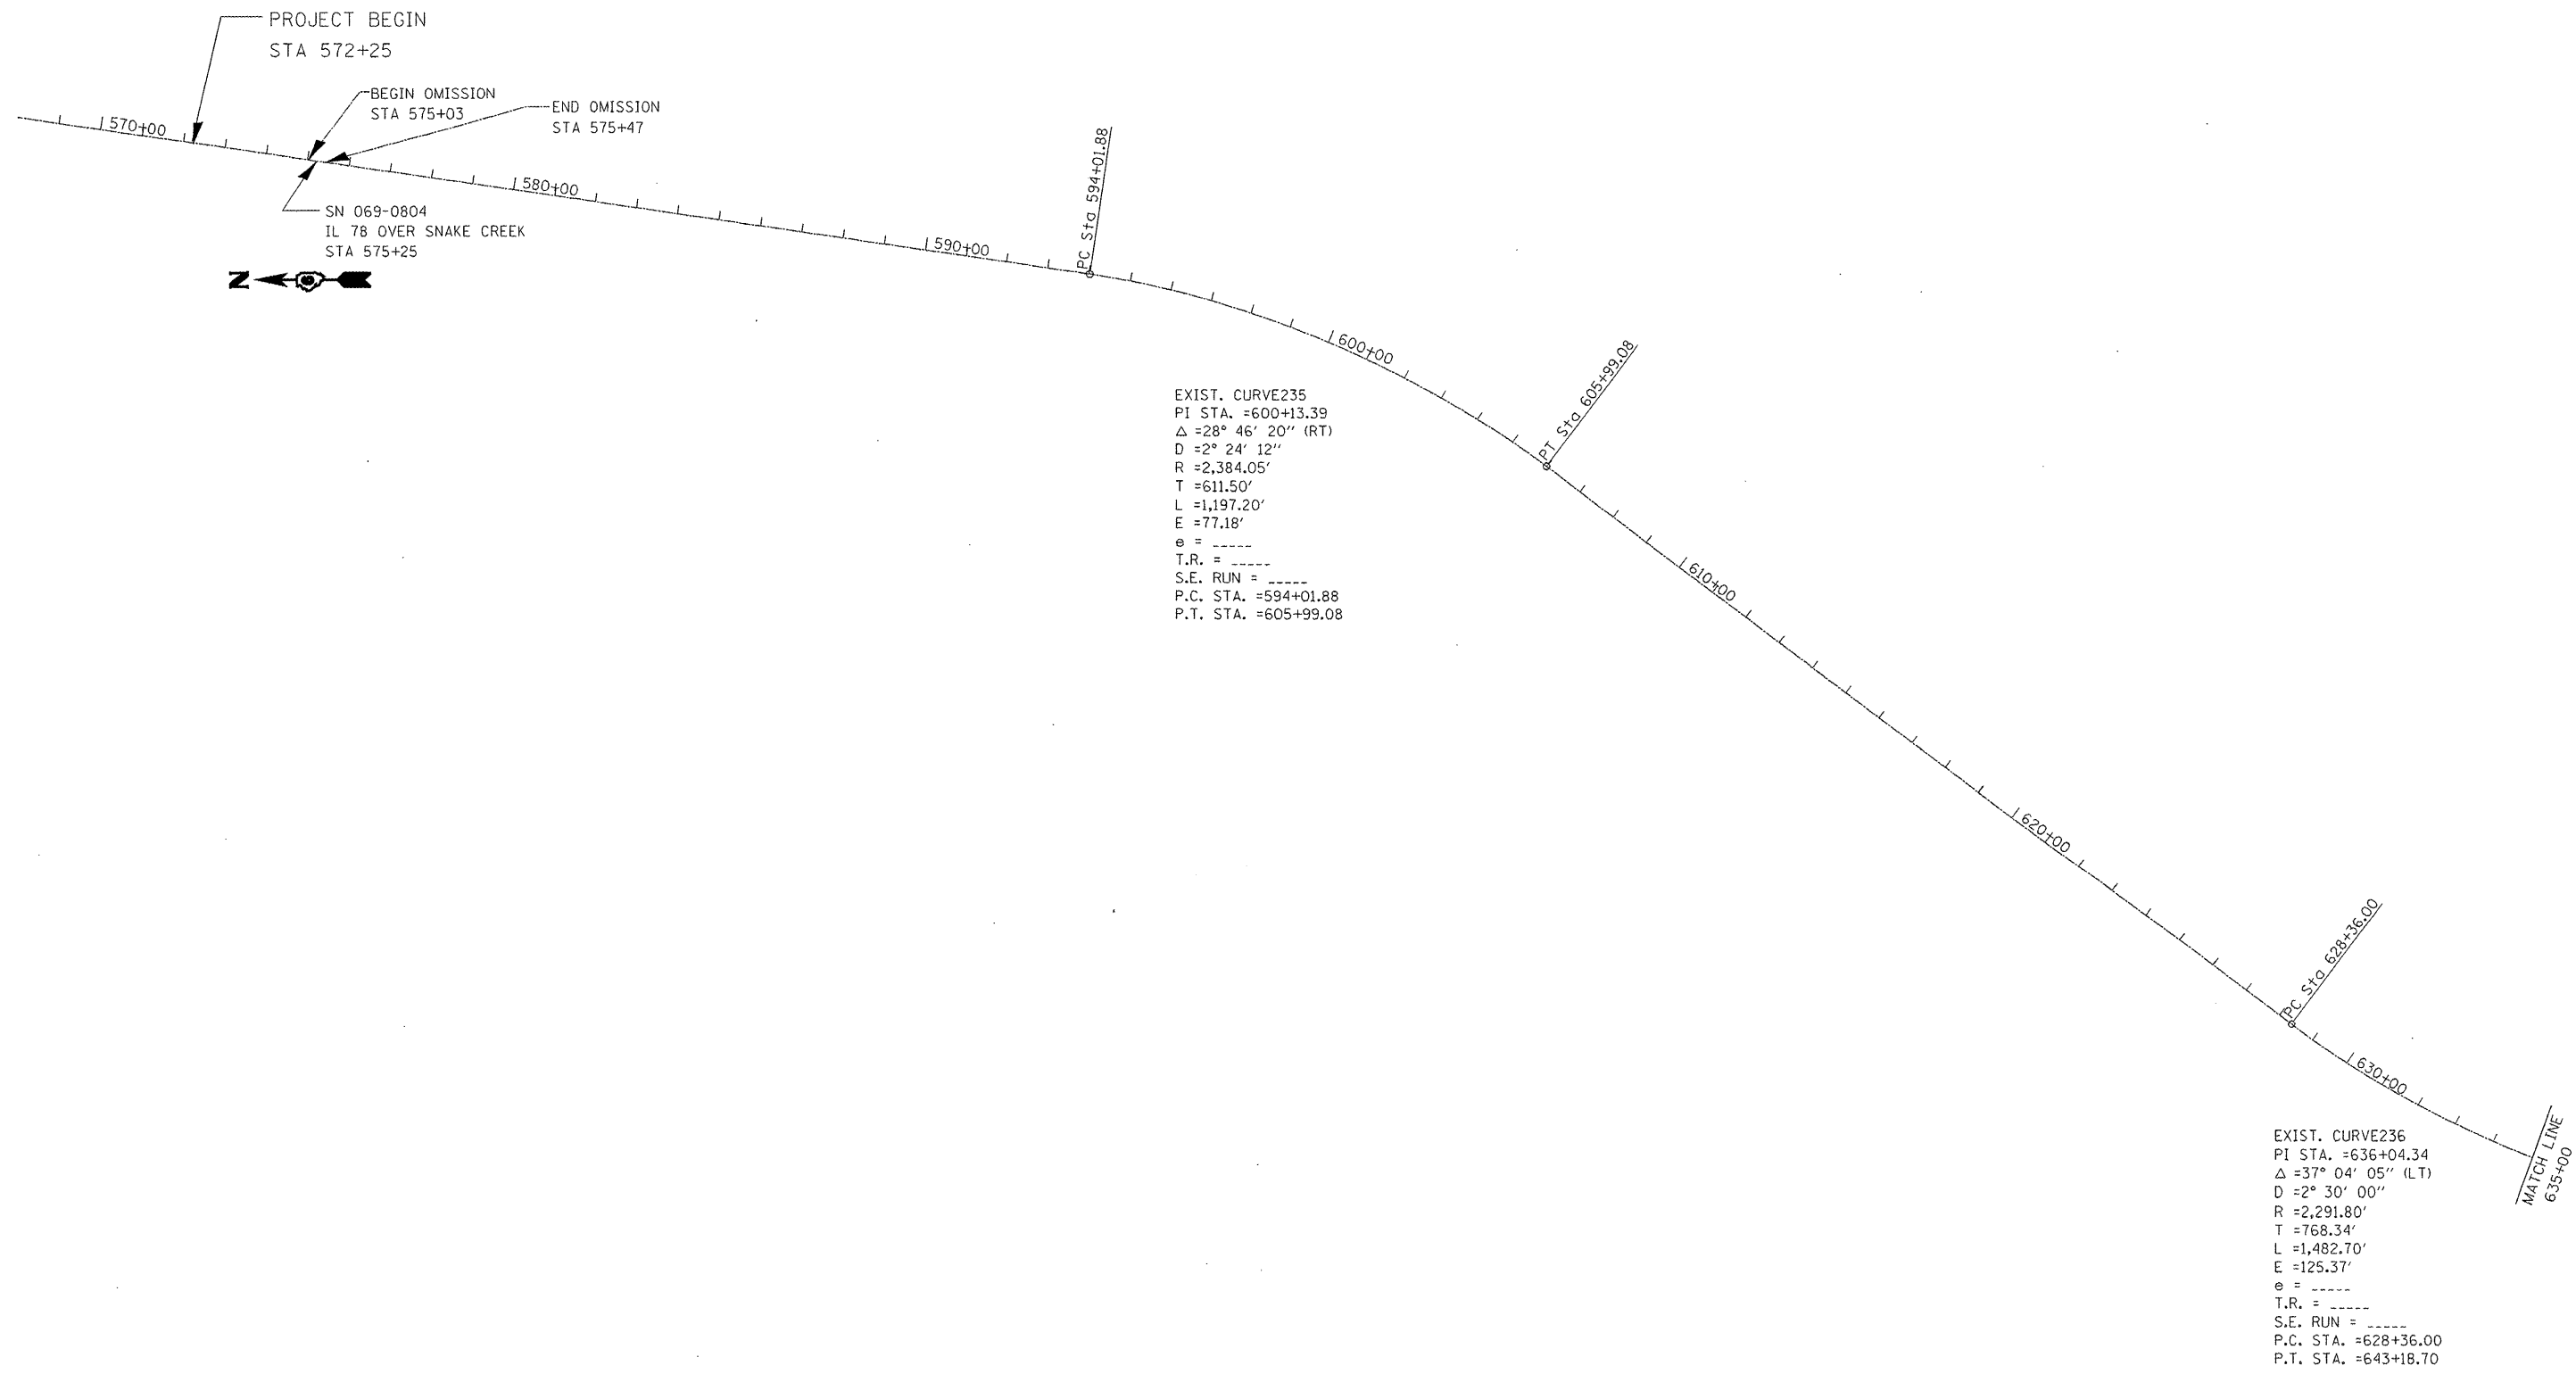 PROJECT BEGIN
STA 572+25
BEGIN OMISSION
STA 575+03
END OMISSION
STA 575+47
570+00
580+00
590+00
SN 069-0804
IL 78 OVER SNAKE CREEK
STA 575+25
N
PC Sta 594+01.88
600+00
PT Sta 605+99.08
EXIST. CURVE235
PI STA. =600+13.39
Δ =28° 46' 20" (RT)
D =2° 24' 12"
R =2,384.05'
T =611.50'
L =1,197.20'
E =77.18'
e = _____
T.R. = _____
S.E. RUN = _____
P.C. STA. =594+01.88
P.T. STA. =605+99.08
610+00
620+00
PC Sta 628+36.00
630+00
MATCH LINE
635+00
EXIST. CURVE236
PI STA. =636+04.34
Δ =37° 04' 05" (LT)
D =2° 30' 00"
R =2,291.80'
T =768.34'
L =1,482.70'
E =125.37'
e = _____
T.R. = _____
S.E. RUN = _____
P.C. STA. =628+36.00
P.T. STA. =643+18.70